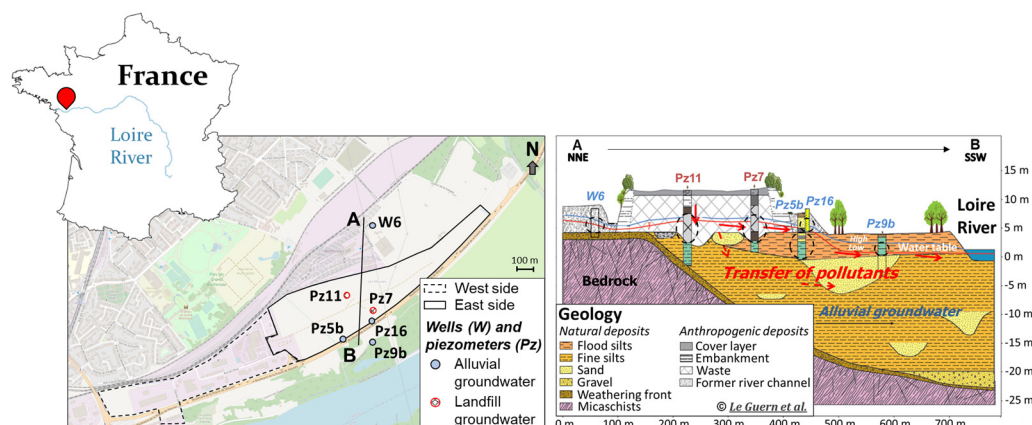 France
Loire
River
N
A
W6
100 m
Pz11
Pz7
Pz5b
Pz16
B
Pz9b
West side
East side
Wells (W) and
piezometers (Pz)
Alluvial
groundwater
Landfill
groundwater
A
NNE
B
SSW
15 m
10 m
5 m
0 m
-5 m
-10 m
-15 m
-20 m
-25 m
Pz11
Pz7
W6
Pz5b
Pz16
Pz9b
Loire
River
High
Low
Water table
Transfer of pollutants
Bedrock
Alluvial groundwater
Geology
Natural deposits
Flood silts
Fine silts
Sand
Gravel
Weathering front
Micaschists
Anthropogenic deposits
Cover layer
Embankment
Waste
Former river channel
© Le Guern et al.
0 m
100 m
200 m
300 m
400 m
500 m
600 m
700 m